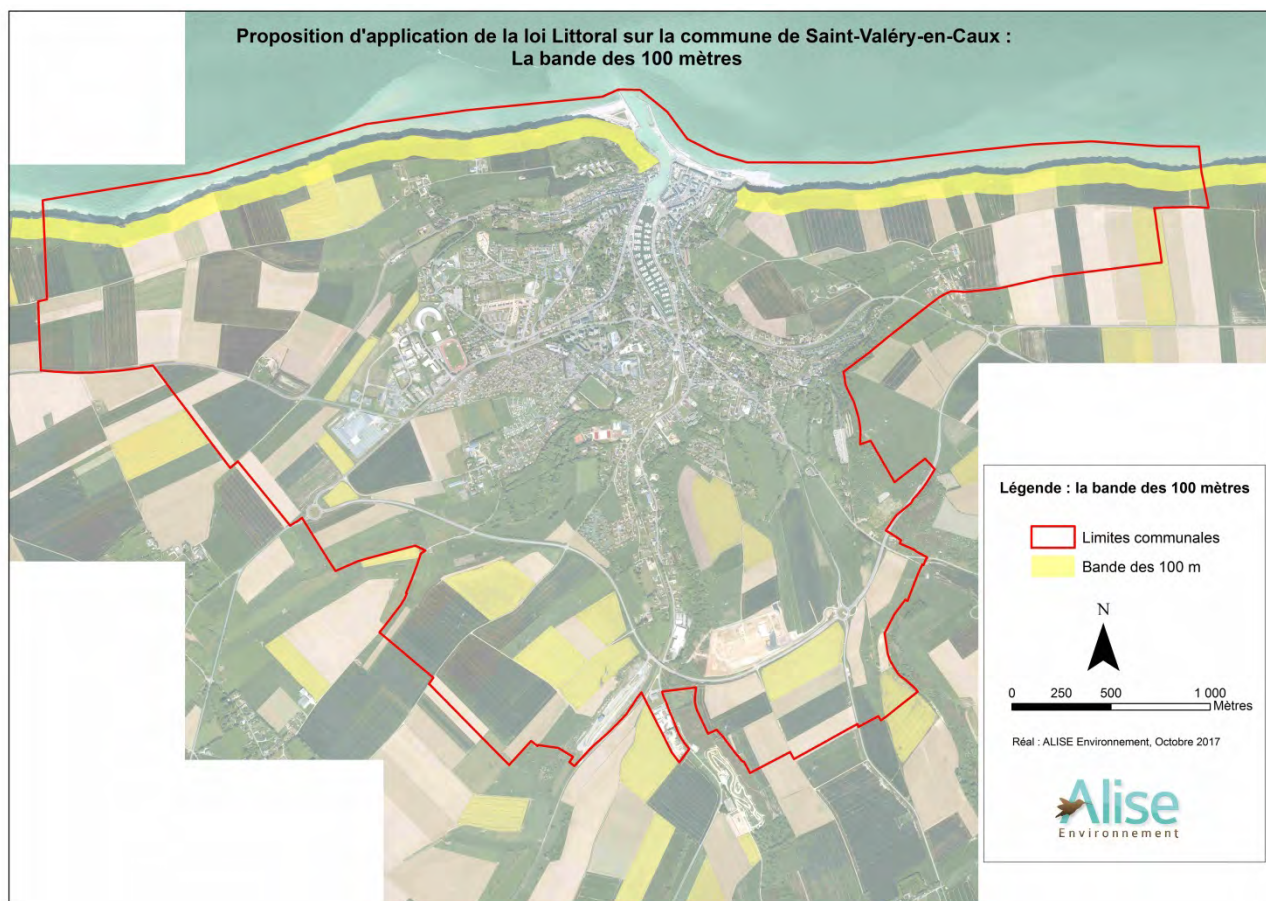 Proposition d'application de la loi Littoral sur la commune de Saint-Valéry-en-Caux :
La bande des 100 mètres
Légende : la bande des 100 mètres
Limites communales
Bande des 100 m
N
0 250 500 1 000
Mètres
Réal : ALISE Environnement, Octobre 2017
Alise
Environnement